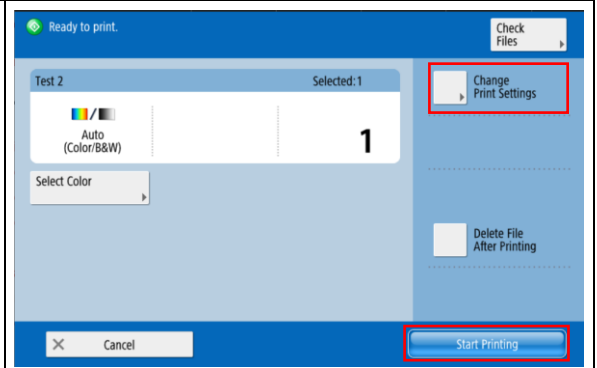 Ready to print.
Check
Files
Test 2
Selected:1
Change
Print Settings
Auto
(Color/B&W)
1
Select Color
Delete File
After Printing
Cancel
Start Printing